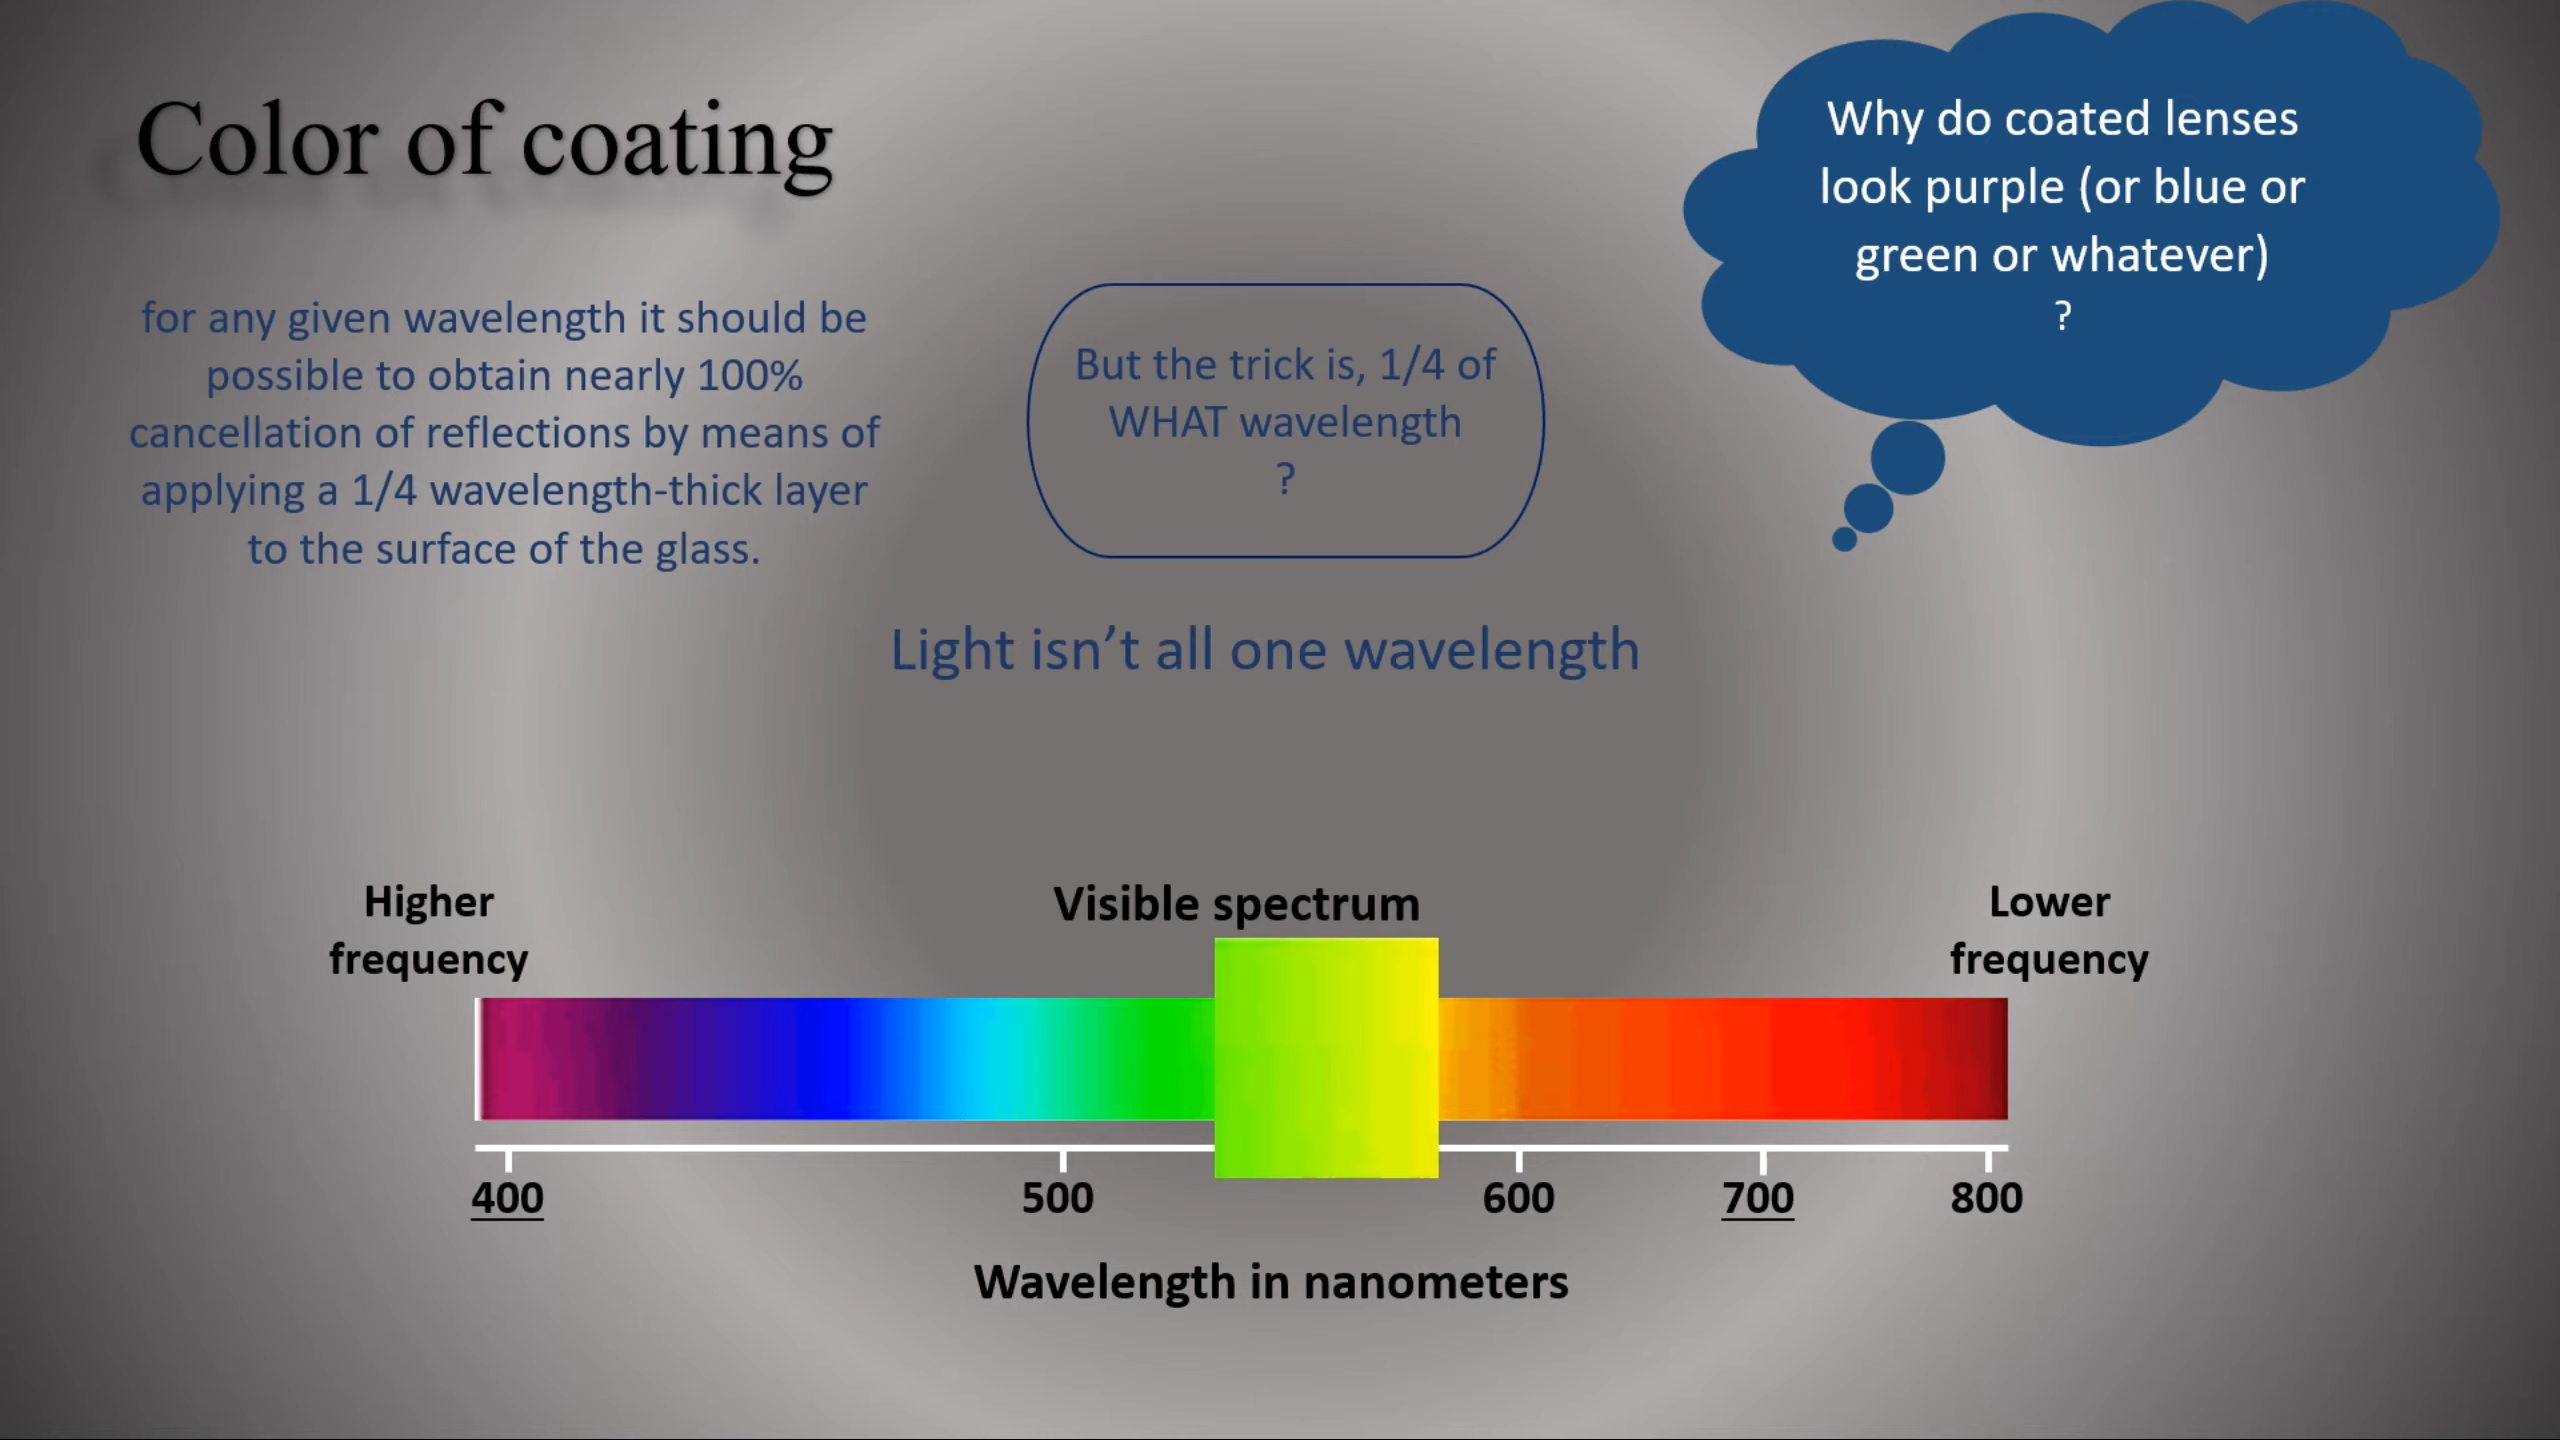 Color of coating
Why do coated lenses
look purple (or blue or
green or whatever)
?
for any given wavelength it should be
possible to obtain nearly 100%
cancellation of reflections by means of
applying a 1/4 wavelength-thick layer
to the surface of the glass.
But the trick is, 1/4 of
WHAT wavelength
?
Light isn’t all one wavelength
Higher
frequency
Visible spectrum
Lower
frequency
400 500 600 700 800
Wavelength in nanometers